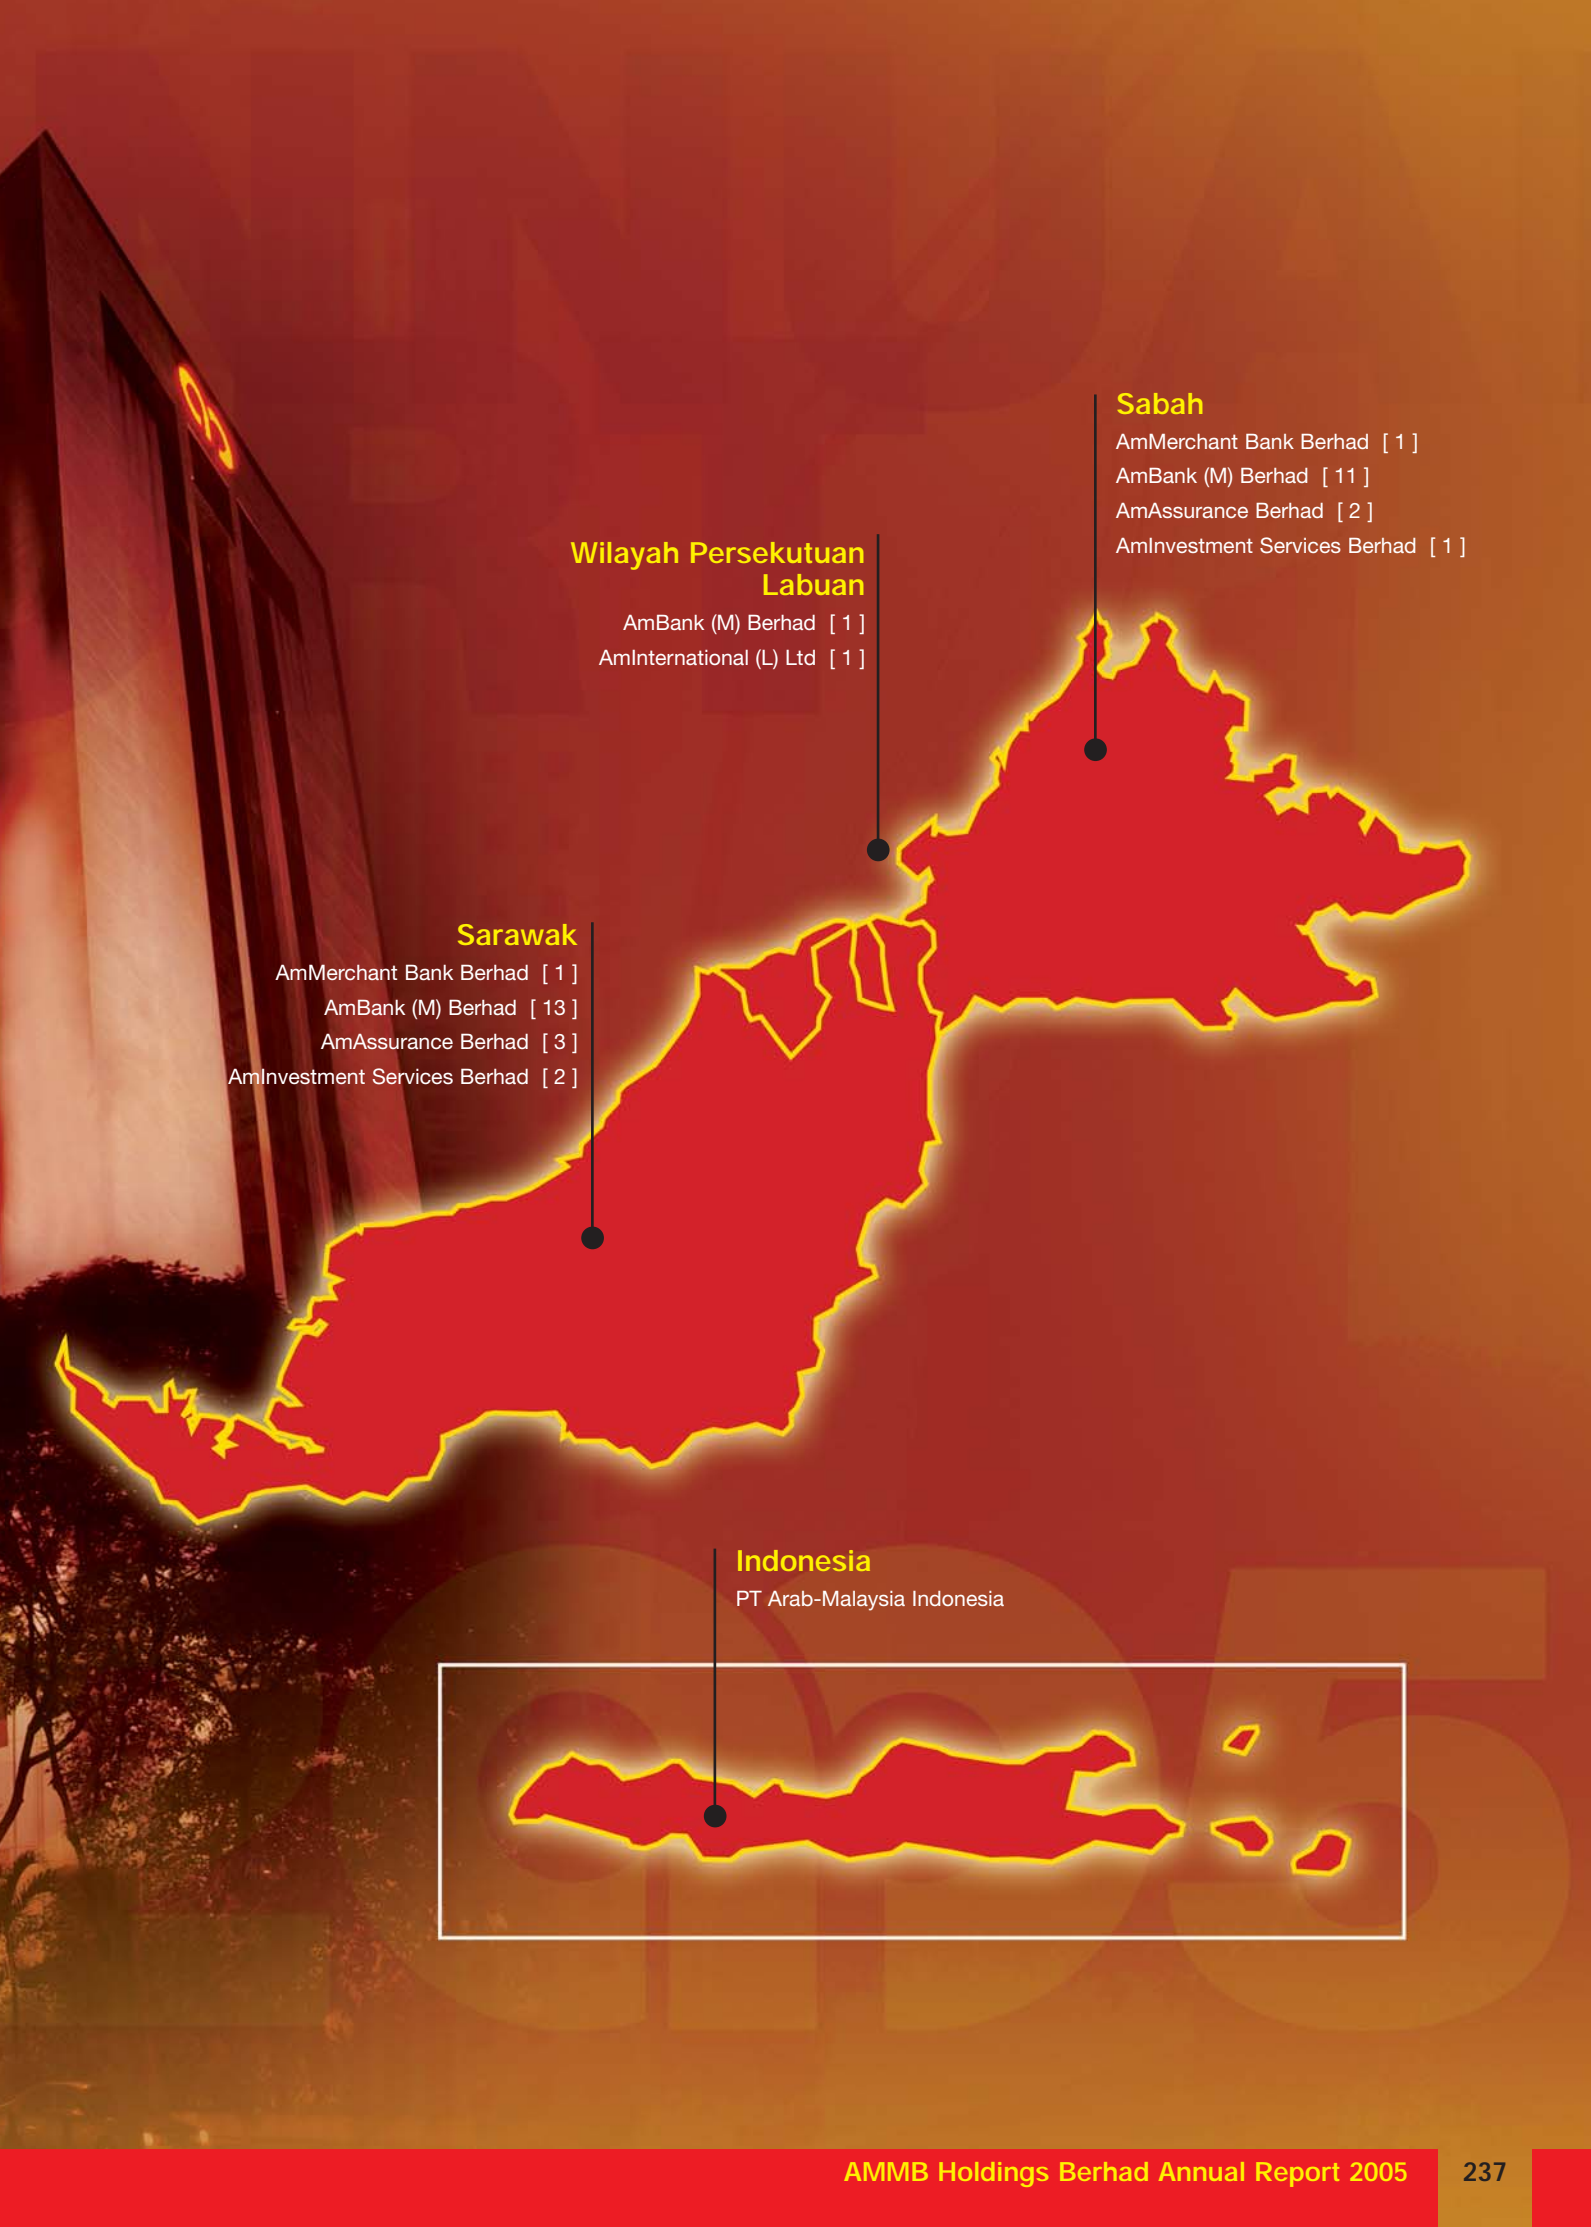 Sabah
AmMerchant Bank Berhad [ 1 ]
AmBank (M) Berhad [ 11 ]
AmAssurance Berhad [ 2 ]
AmInvestment Services Berhad [ 1 ]
Wilayah Persekutuan
Labuan
AmBank (M) Berhad [ 1 ]
AmInternational (L) Ltd [ 1 ]
Sarawak
AmMerchant Bank Berhad [ 1 ]
AmBank (M) Berhad [ 13 ]
AmAssurance Berhad [ 3 ]
AmInvestment Services Berhad [ 2 ]
Indonesia
PT Arab-Malaysia Indonesia
AMMB Holdings Berhad Annual Report 2005
237